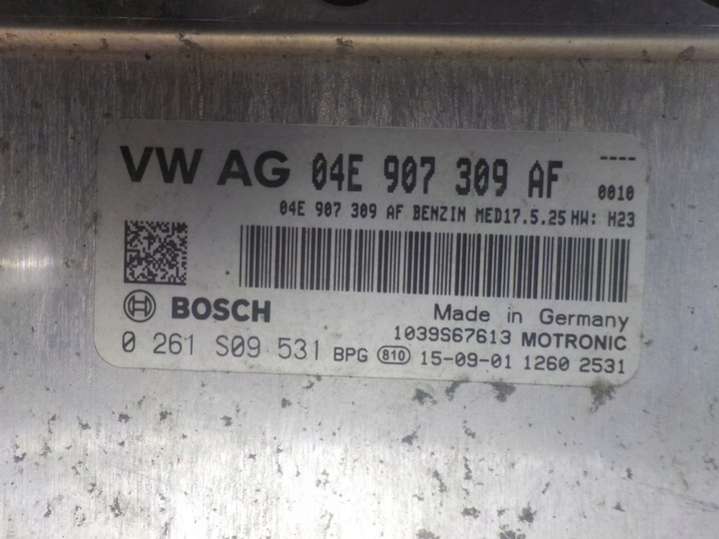 ----
VW AG 04E 907 309 AF 0010
04E 907 309 AF BENZIN MED17.5.25 HW: H23
BOSCH Made in Germany
1039S67613 MOTRONIC
0 261 S09 531 BPG 810 15-09-01 1260 2531